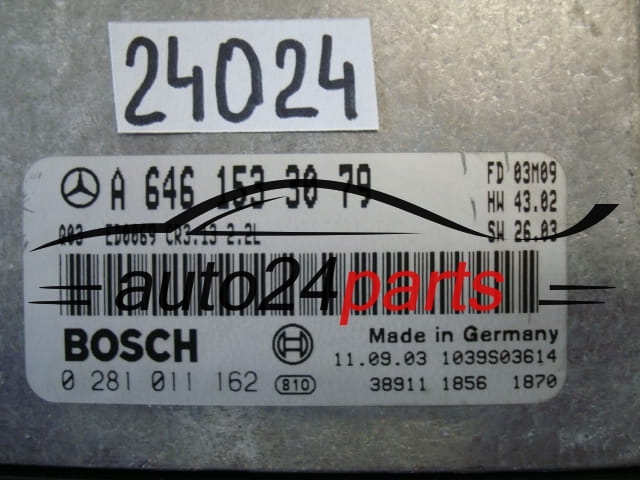 24024
A 646 153 30 79
FD 03M09
HW 43.02
A03 ED0069 CR3.13 2.2L
SW 26.03
auto24parts
BOSCH
Made in Germany
11.09.03 1039S03614
0 281 011 162 810
38911 1856 1870